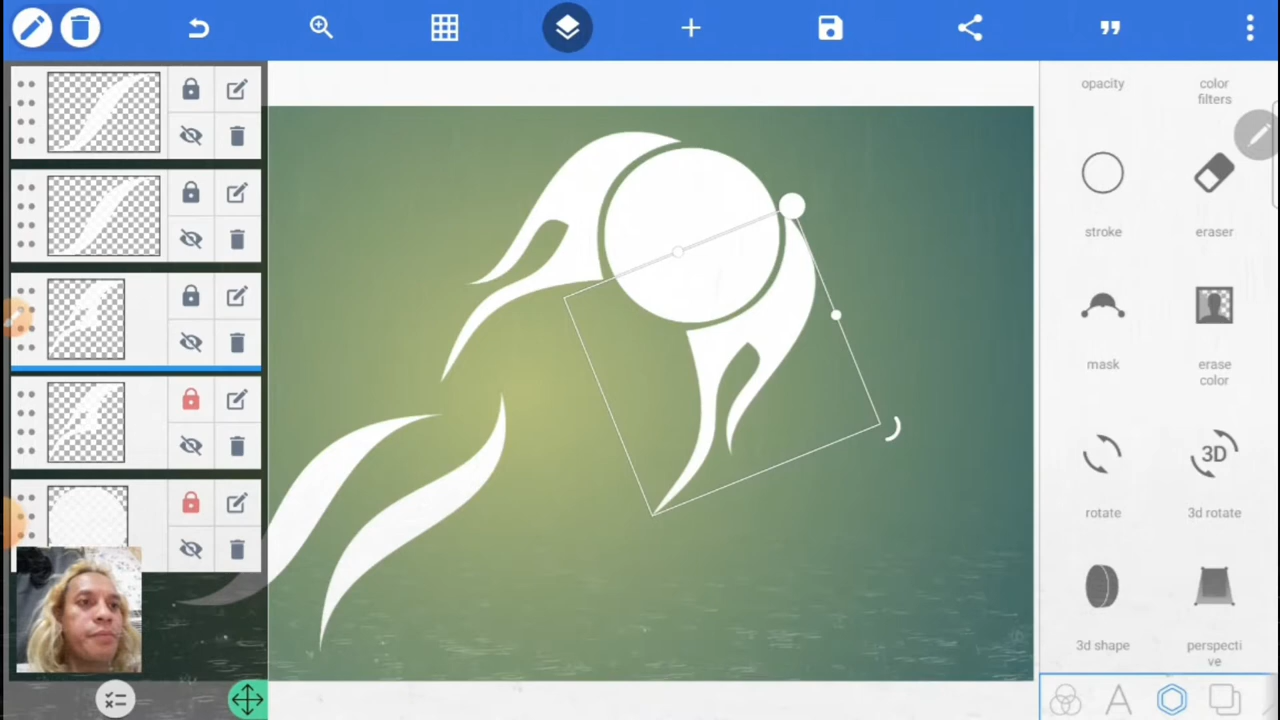 opacity
color
filters
stroke
eraser
mask
erase
color
3D
rotate
3d rotate
3d shape
perspecti
ve
A